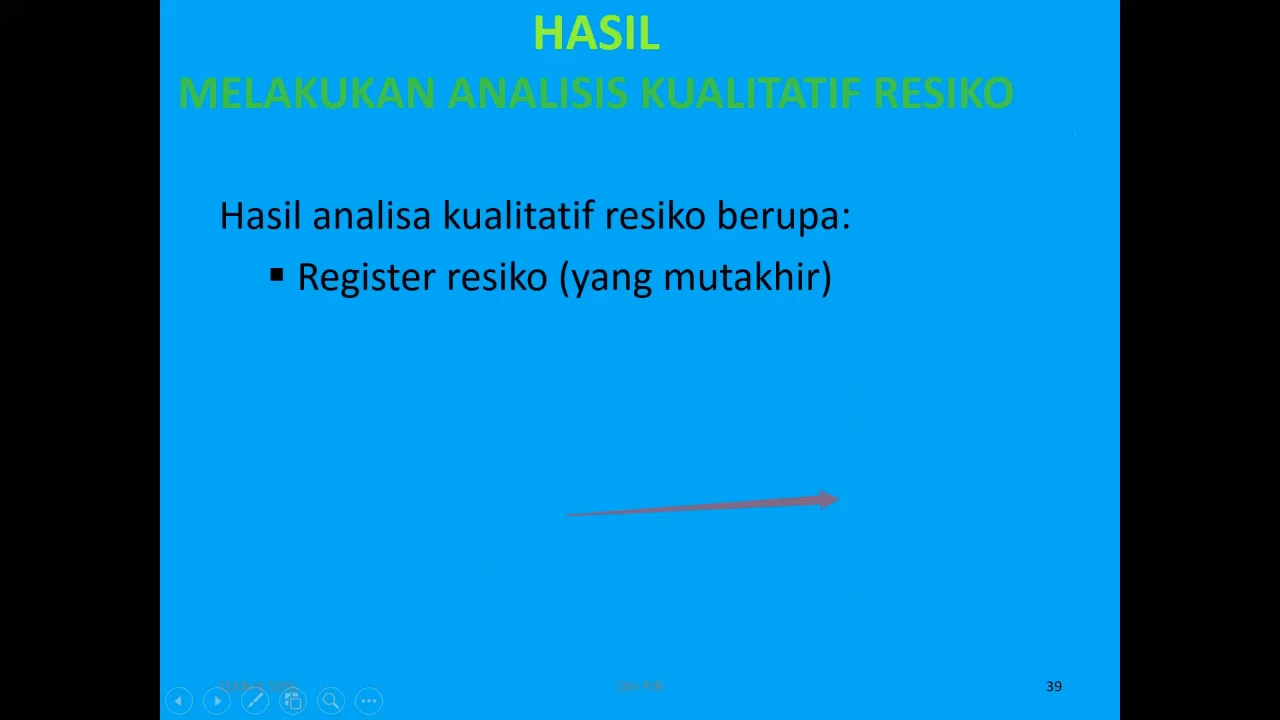 HASIL
MELAKUKAN ANALISIS KUALITATIF RESIKO
Hasil analisa kualitatif resiko berupa:
▪ Register resiko (yang mutakhir)
39